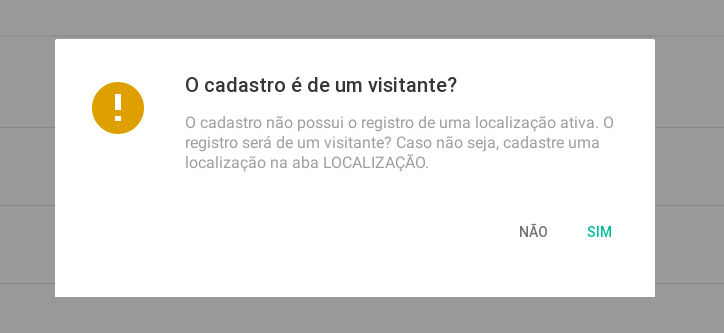 O cadastro é de um visitante?
O cadastro não possui o registro de uma localização ativa. O
registro será de um visitante? Caso não seja, cadastre uma
localização na aba LOCALIZAÇÃO.
NÃO SIM